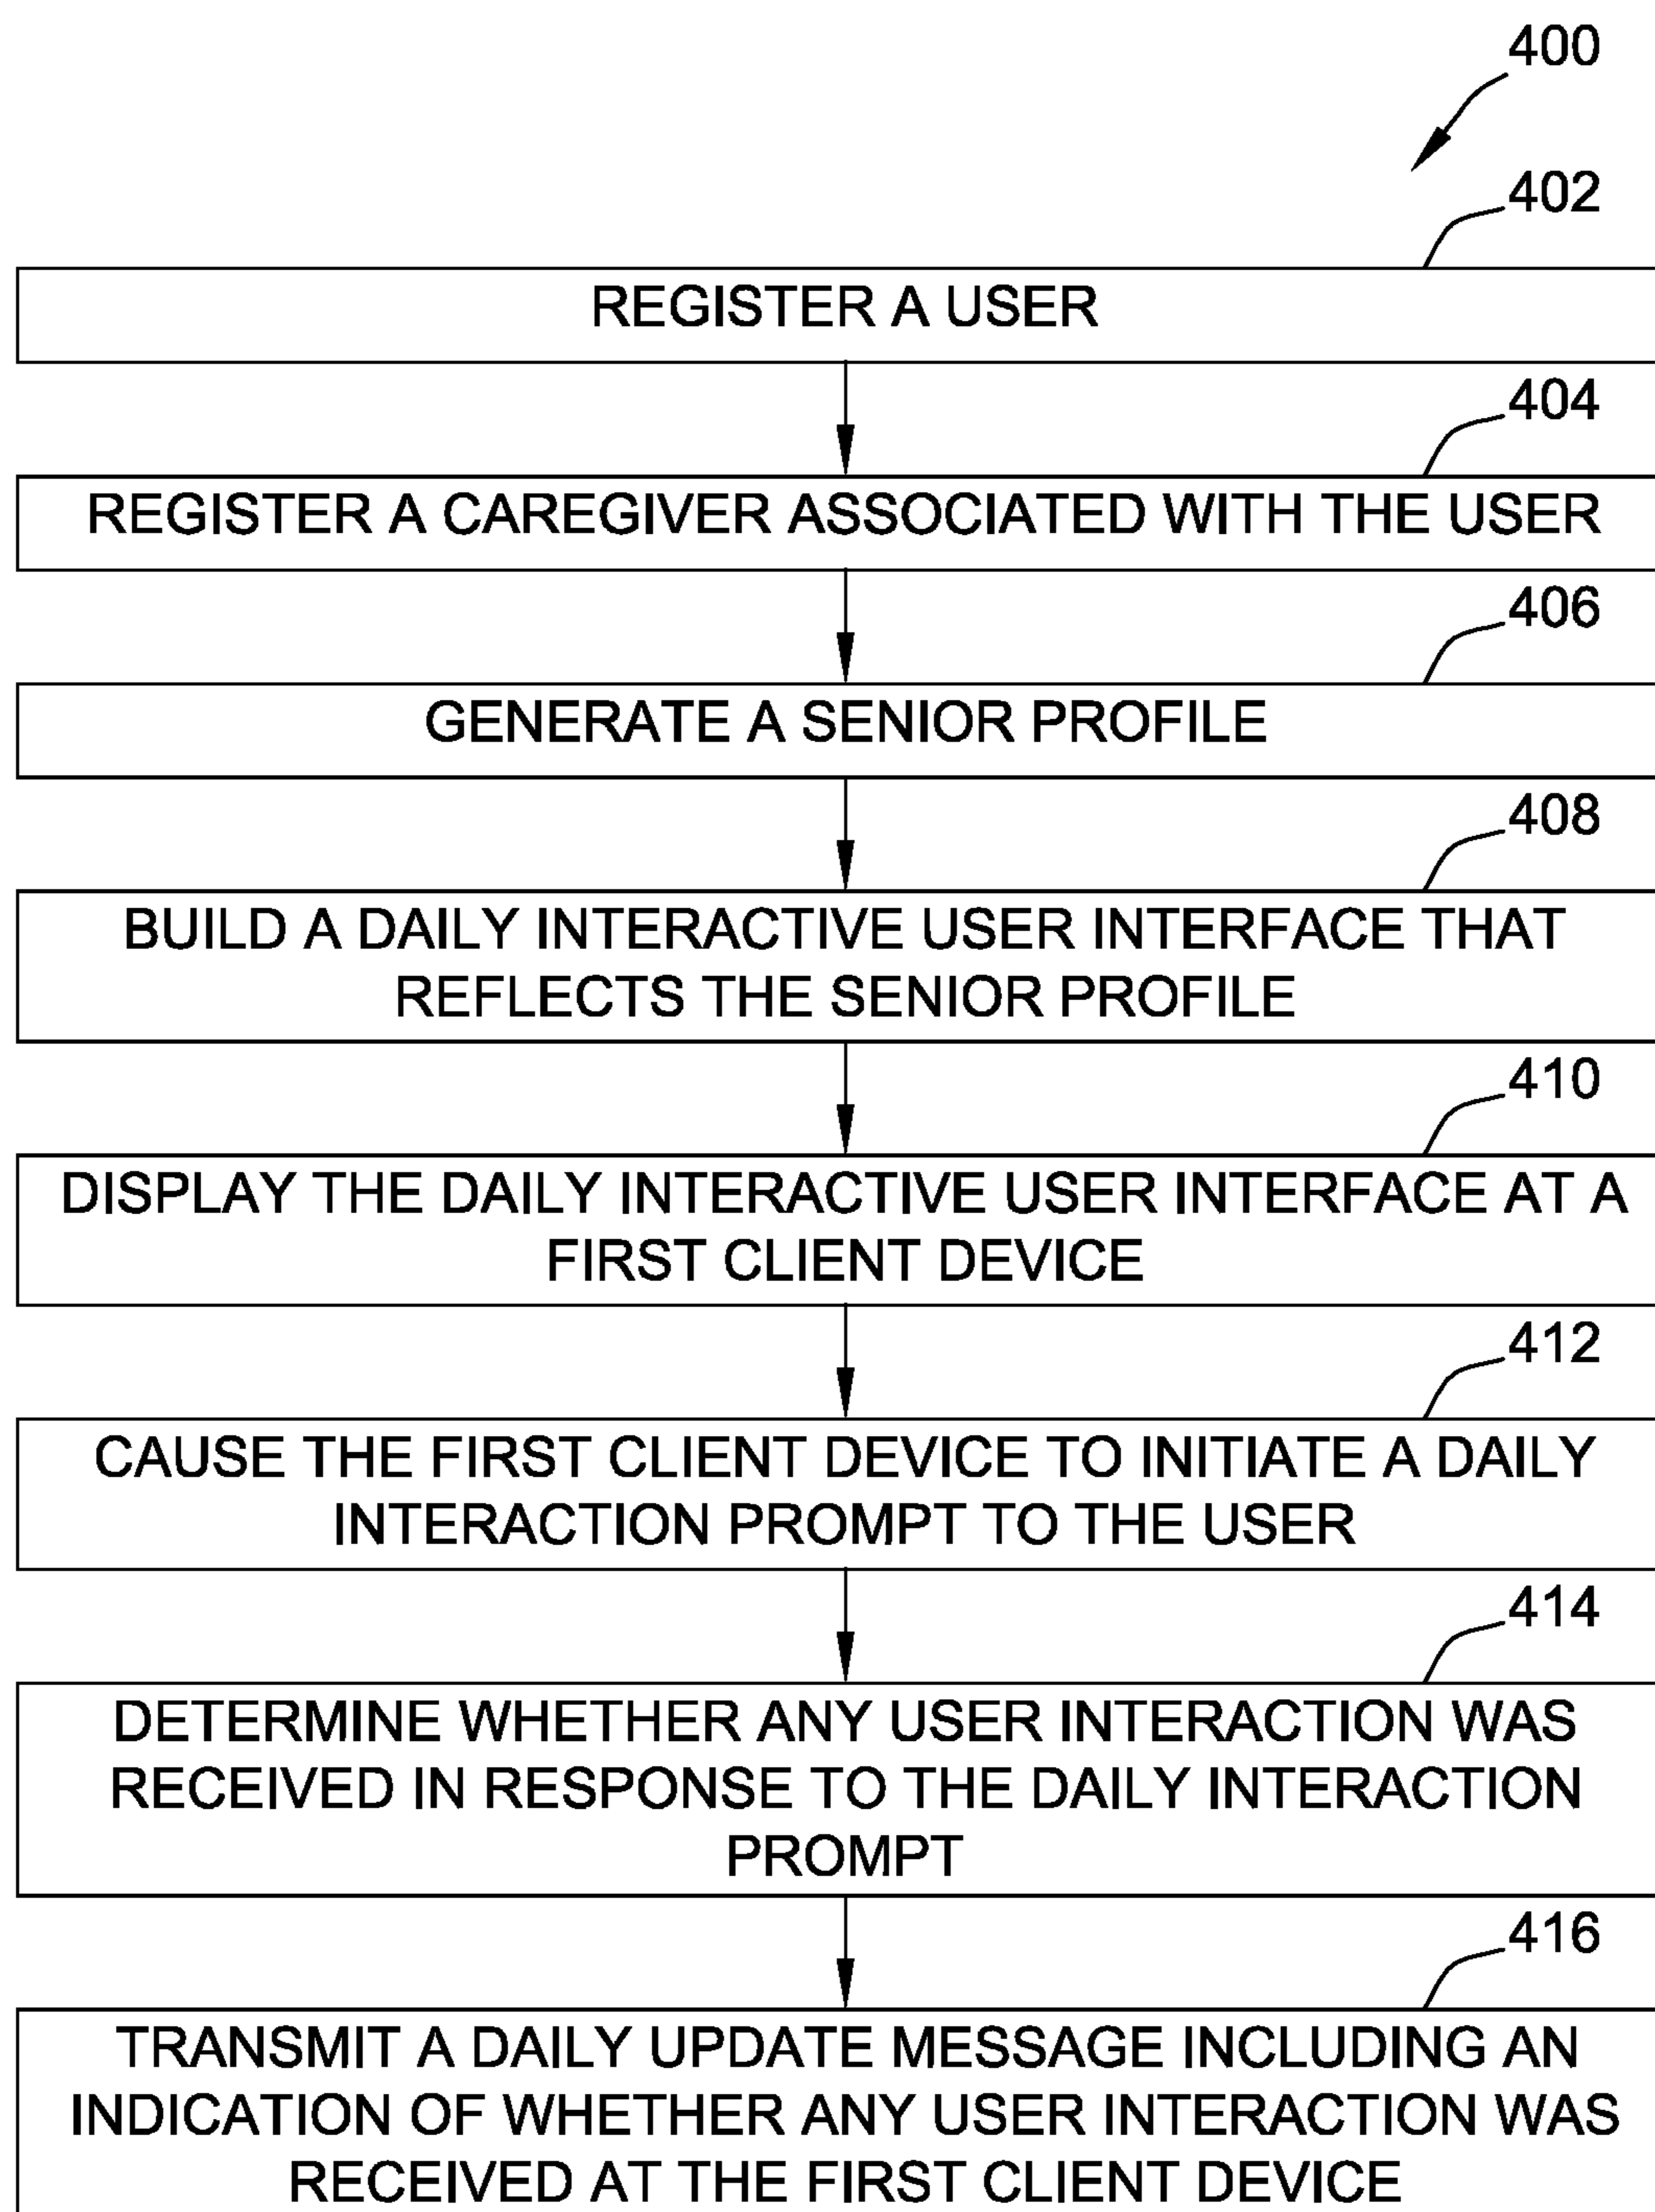 400
402
REGISTER A USER
404
REGISTER A CAREGIVER ASSOCIATED WITH THE USER
406
GENERATE A SENIOR PROFILE
408
BUILD A DAILY INTERACTIVE USER INTERFACE THAT
REFLECTS THE SENIOR PROFILE
410
DISPLAY THE DAILY INTERACTIVE USER INTERFACE AT A
FIRST CLIENT DEVICE
412
CAUSE THE FIRST CLIENT DEVICE TO INITIATE A DAILY
INTERACTION PROMPT TO THE USER
414
DETERMINE WHETHER ANY USER INTERACTION WAS
RECEIVED IN RESPONSE TO THE DAILY INTERACTION
PROMPT
416
TRANSMIT A DAILY UPDATE MESSAGE INCLUDING AN
INDICATION OF WHETHER ANY USER INTERACTION WAS
RECEIVED AT THE FIRST CLIENT DEVICE